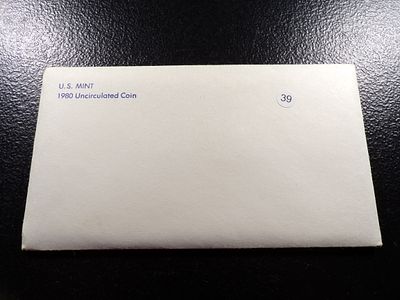 U.S. MINT
1980 Uncirculated Coin
39